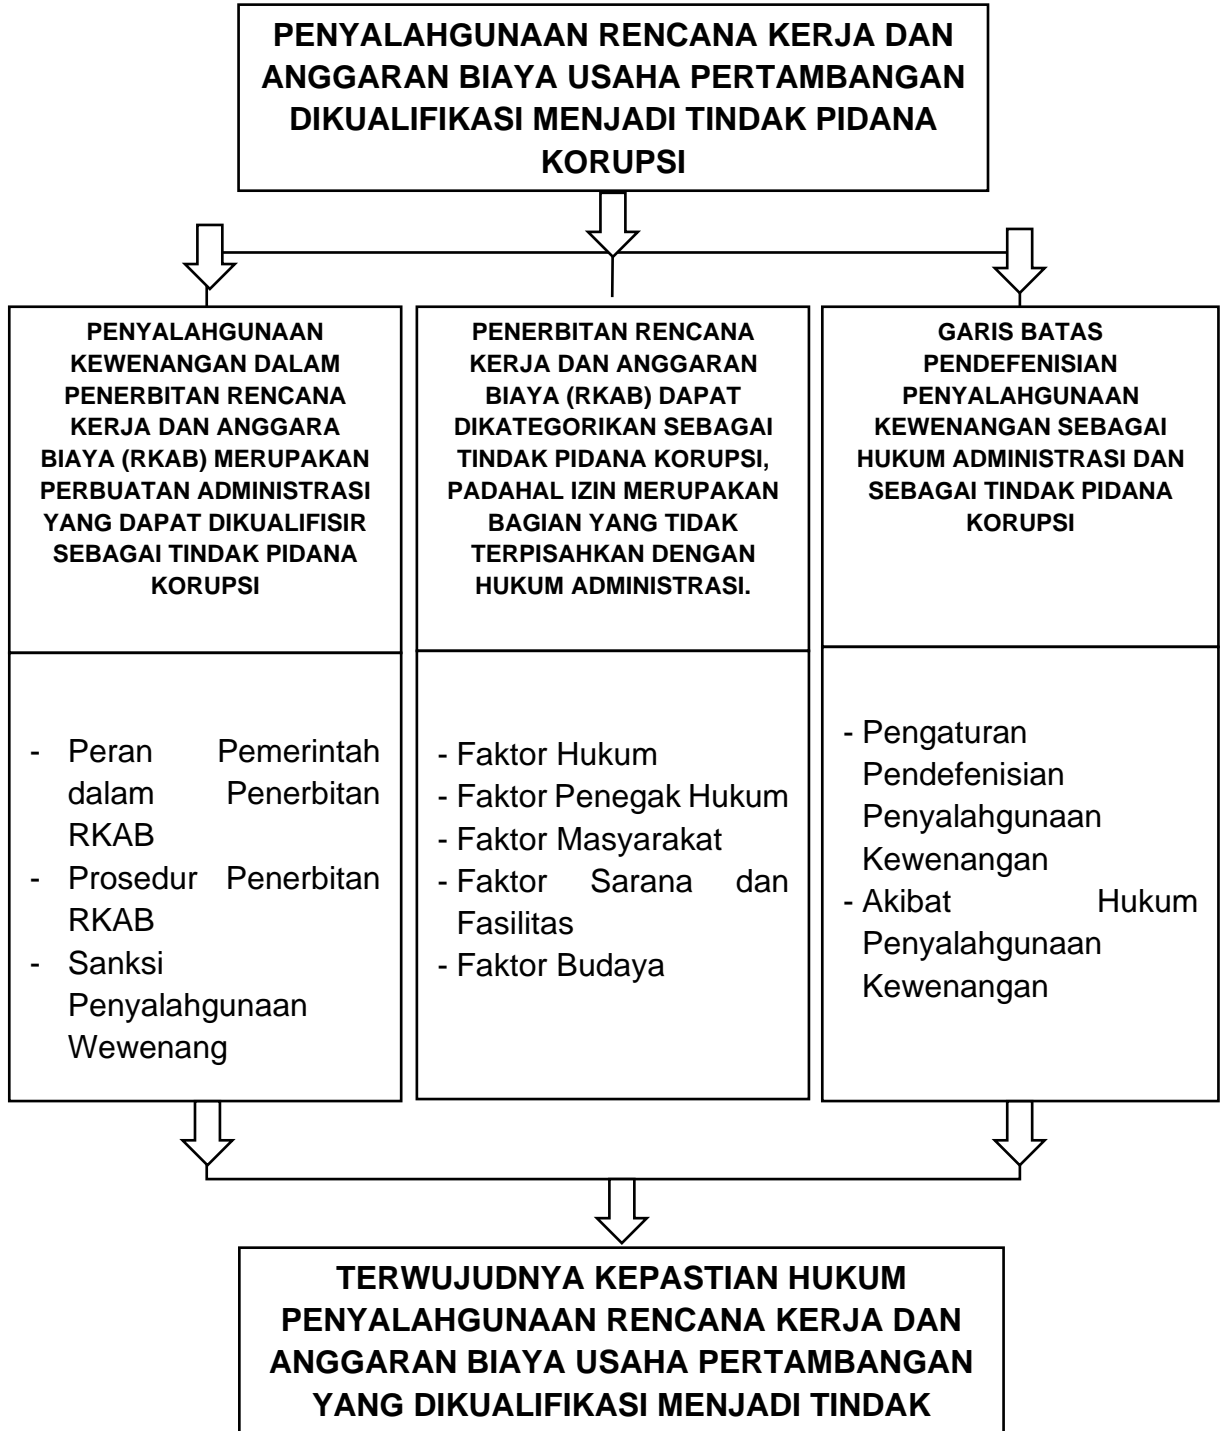 PENYALAHGUNAAN RENCANA KERJA DAN
ANGGARAN BIAYA USAHA PERTAMBANGAN
DIKUALIFIKASI MENJADI TINDAK PIDANA
KORUPSI
PENYALAHGUNAAN
KEWENANGAN DALAM
PENERBITAN RENCANA
KERJA DAN ANGGARA
BIAYA (RKAB) MERUPAKAN
PERBUATAN ADMINISTRASI
YANG DAPAT DIKUALIFISIR
SEBAGAI TINDAK PIDANA
KORUPSI
PENERBITAN RENCANA
KERJA DAN ANGGARAN
BIAYA (RKAB) DAPAT
DIKATEGORIKAN SEBAGAI
TINDAK PIDANA KORUPSI,
PADAHAL IZIN MERUPAKAN
BAGIAN YANG TIDAK
TERPISAHKAN DENGAN
HUKUM ADMINISTRASI.
GARIS BATAS
PENDEFENISIAN
PENYALAHGUNAAN
KEWENANGAN SEBAGAI
HUKUM ADMINISTRASI DAN
SEBAGAI TINDAK PIDANA
KORUPSI
- Peran Pemerintah
dalam Penerbitan
RKAB
- Prosedur Penerbitan
RKAB
- Sanksi
Penyalahgunaan
Wewenang
- Faktor Hukum
- Faktor Penegak Hukum
- Faktor Masyarakat
- Faktor Sarana dan
Fasilitas
- Faktor Budaya
- Pengaturan
Pendefenisian
Penyalahgunaan
Kewenangan
- Akibat Hukum
Penyalahgunaan
Kewenangan
TERWUJUDNYA KEPASTIAN HUKUM
PENYALAHGUNAAN RENCANA KERJA DAN
ANGGARAN BIAYA USAHA PERTAMBANGAN
YANG DIKUALIFIKASI MENJADI TINDAK